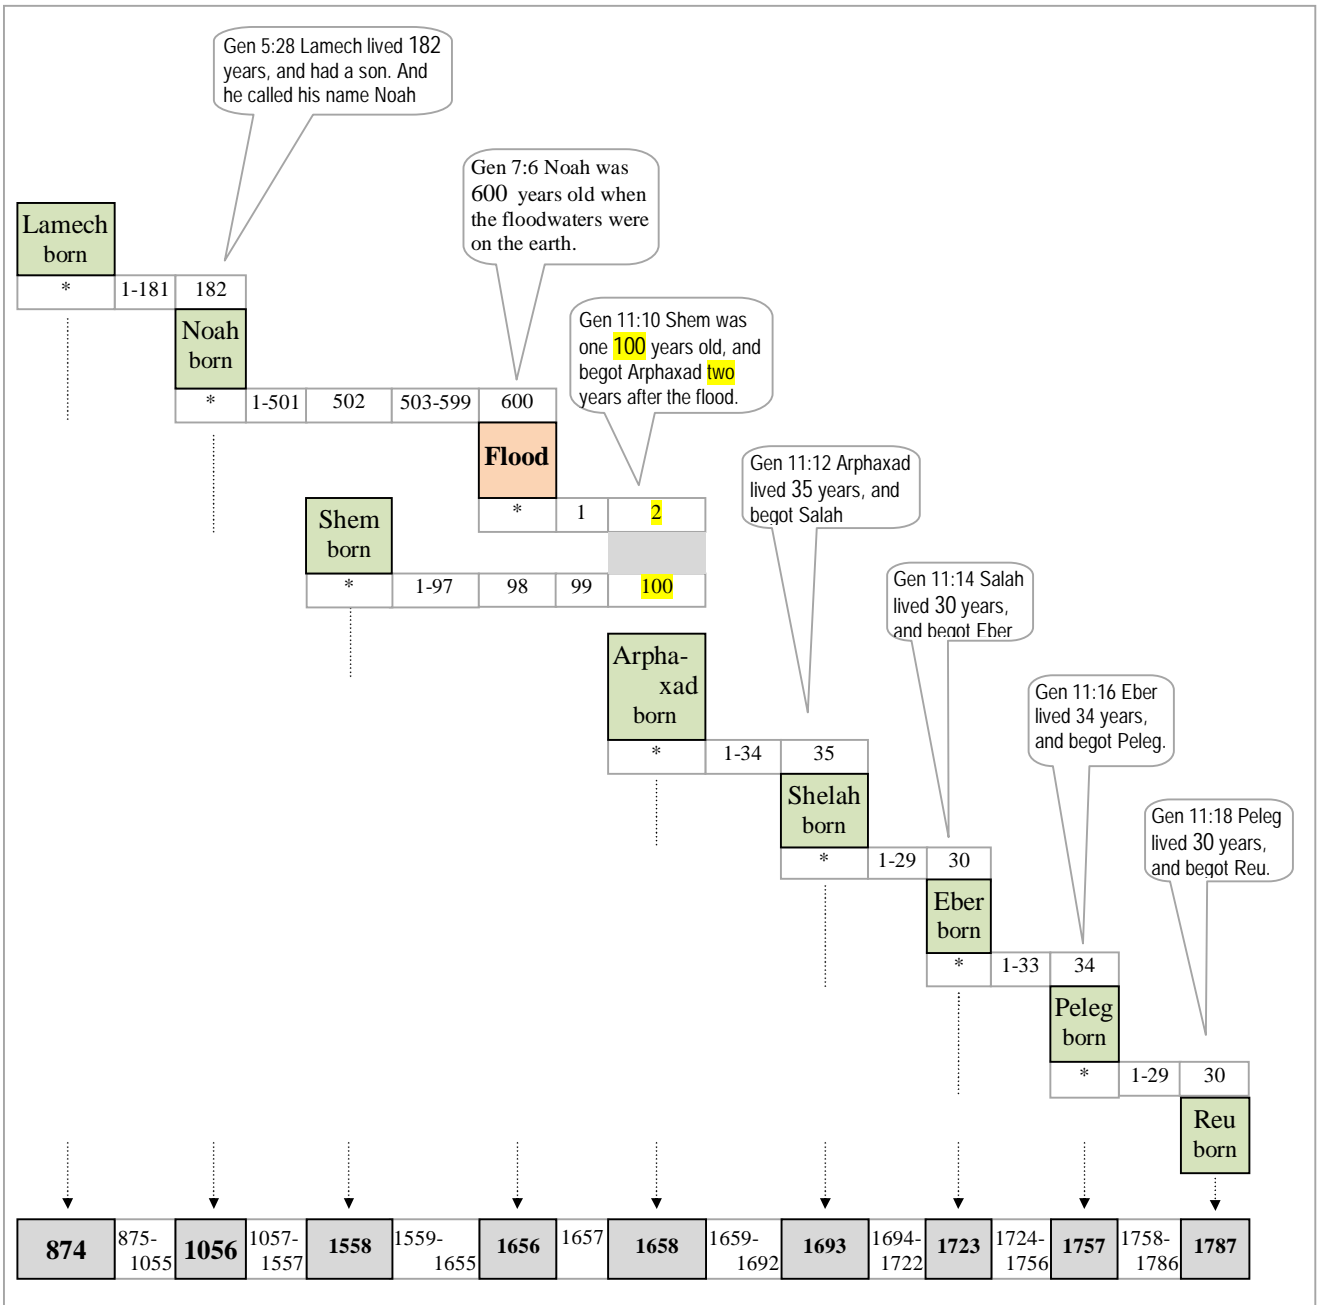 Gen 5:28 Lamech lived 182
years, and had a son. And
he called his name Noah
Gen 7:6 Noah was
600 years old when
the floodwaters were
on the earth.
Lamech
born
* 1-181 182
Noah
born
Gen 11:10 Shem was
one 100 years old, and
begot Arphaxad two
years after the flood.
* 1-501 502 503-599 600
Flood
Gen 11:12 Arphaxad
lived 35 years, and
begot Salah
* 1 2
Shem
born
* 1-97 98 99 100
Gen 11:14 Salah
lived 30 years,
and begot Eber
Arpha-
xad
born
Gen 11:16 Eber
lived 34 years,
and begot Peleg.
* 1-34 35
Shelah
born
Gen 11:18 Peleg
lived 30 years,
and begot Reu.
* 1-29 30
Eber
born
* 1-33 34
Peleg
born
* 1-29 30
Reu
born
874 875-1055 1056 1057-1557 1558 1559-1655 1656 1657 1658 1659-1692 1693 1694-1722 1723 1724-1756 1757 1758-1786 1787